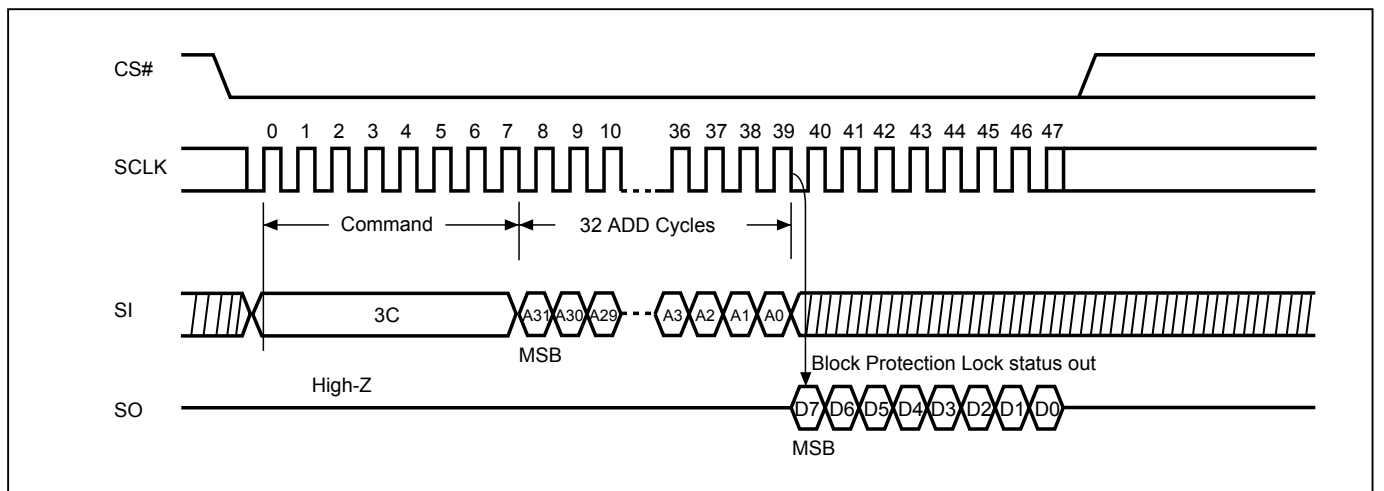 CS#
0 1 2 3 4 5 6 7 8 9 10 36 37 38 39 40 41 42 43 44 45 46 47
SCLK
Command 32 ADD Cycles
SI 3C A31 A30 A29 A3 A2 A1 A0
MSB
Block Protection Lock status out
High-Z
SO D7 D6 D5 D4 D3 D2 D1 D0
MSB